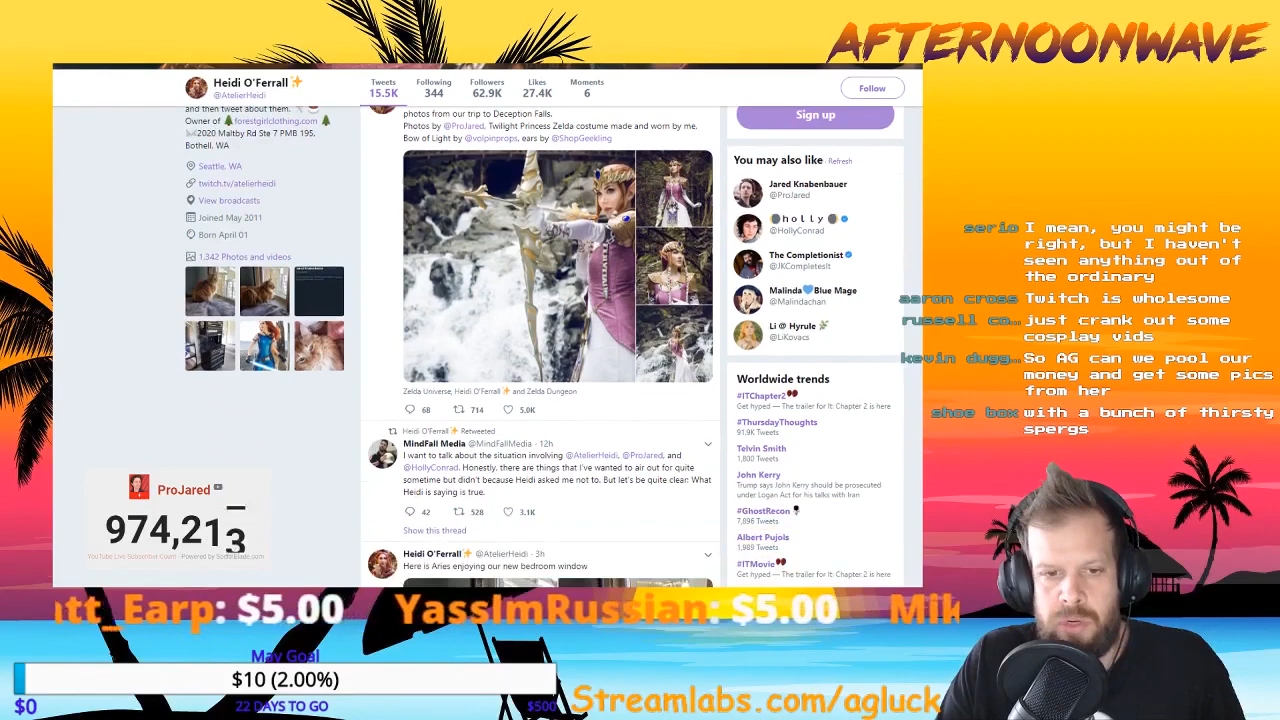 AFTERNOONWAVE
Heidi O'Ferrall✨
@AtelierHeidi
Tweets
15.5K
Following
344
Followers
62.9K
Likes
27.4K
Moments
6
Follow
and then tweet about them.
Owner of 🌲forestgirlclothing.com 🌲
2020 Maltby Rd Ste 7 PMB 195,
Bothell, WA
Seattle, WA
twitch.tv/atelierheidi
View broadcasts
Joined May 2011
Born April 01
1,342 Photos and videos
photos from our trip to Deception Falls.
Photos by @ProJared, Twilight Princess Zelda costume made and worn by me.
Bow of Light by @volpinprops, ears by @ShopGeekling
Zelda Universe, Heidi O'Ferrall✨ and Zelda Dungeon
68
714
5.0K
Heidi O'Ferrall✨ Retweeted
MindFall Media @MindFallMedia · 12h
I want to talk about the situation involving @AtelierHeidi, @ProJared, and
@HollyConrad. Honestly, there are things that I've wanted to air out for quite
sometime but didn't because Heidi asked me not to. But let's be quite clear: What
Heidi is saying is true.
42
528
3.1K
Show this thread
Heidi O'Ferrall✨ @AtelierHeidi · 3h
Here is Aries enjoying our new bedroom window
Sign up
You may also like · Refresh
Jared Knabenbauer
@ProJared
holly
@HollyConrad
The Completionist
@JKCompletesIt
Malinda💙Blue Mage
@Malindachan
Li @ Hyrule
@LiKovacs
Worldwide trends
#ITChapter2
Get hyped — The trailer for It: Chapter 2 is here
#ThursdayThoughts
91.9K Tweets
Telvin Smith
1,800 Tweets
John Kerry
Trump says John Kerry should be prosecuted
under Logan Act for his talks with Iran
#GhostRecon
7,896 Tweets
Albert Pujols
1,989 Tweets
#ITMovie
Get hyped — The trailer for It: Chapter 2 is here
serio I mean, you might be
right, but I haven't
seen anything out of
the ordinary
aaron cross Twitch is wholesome
russell co… just crank out some
cosplay vids
kevin dugg… So AG can we pool our
money and get some pics
from her
shoe box with a bunch of thirsty
spergs
ProJared
974,213
YouTube Live Subscriber Count - Powered by SocialBlade.com
tt_Earp: $5.00 YassImRussian: $5.00 Mik
May Goal
$10 (2.00%)
$0
22 DAYS TO GO
$500
Streamlabs.com/agluck